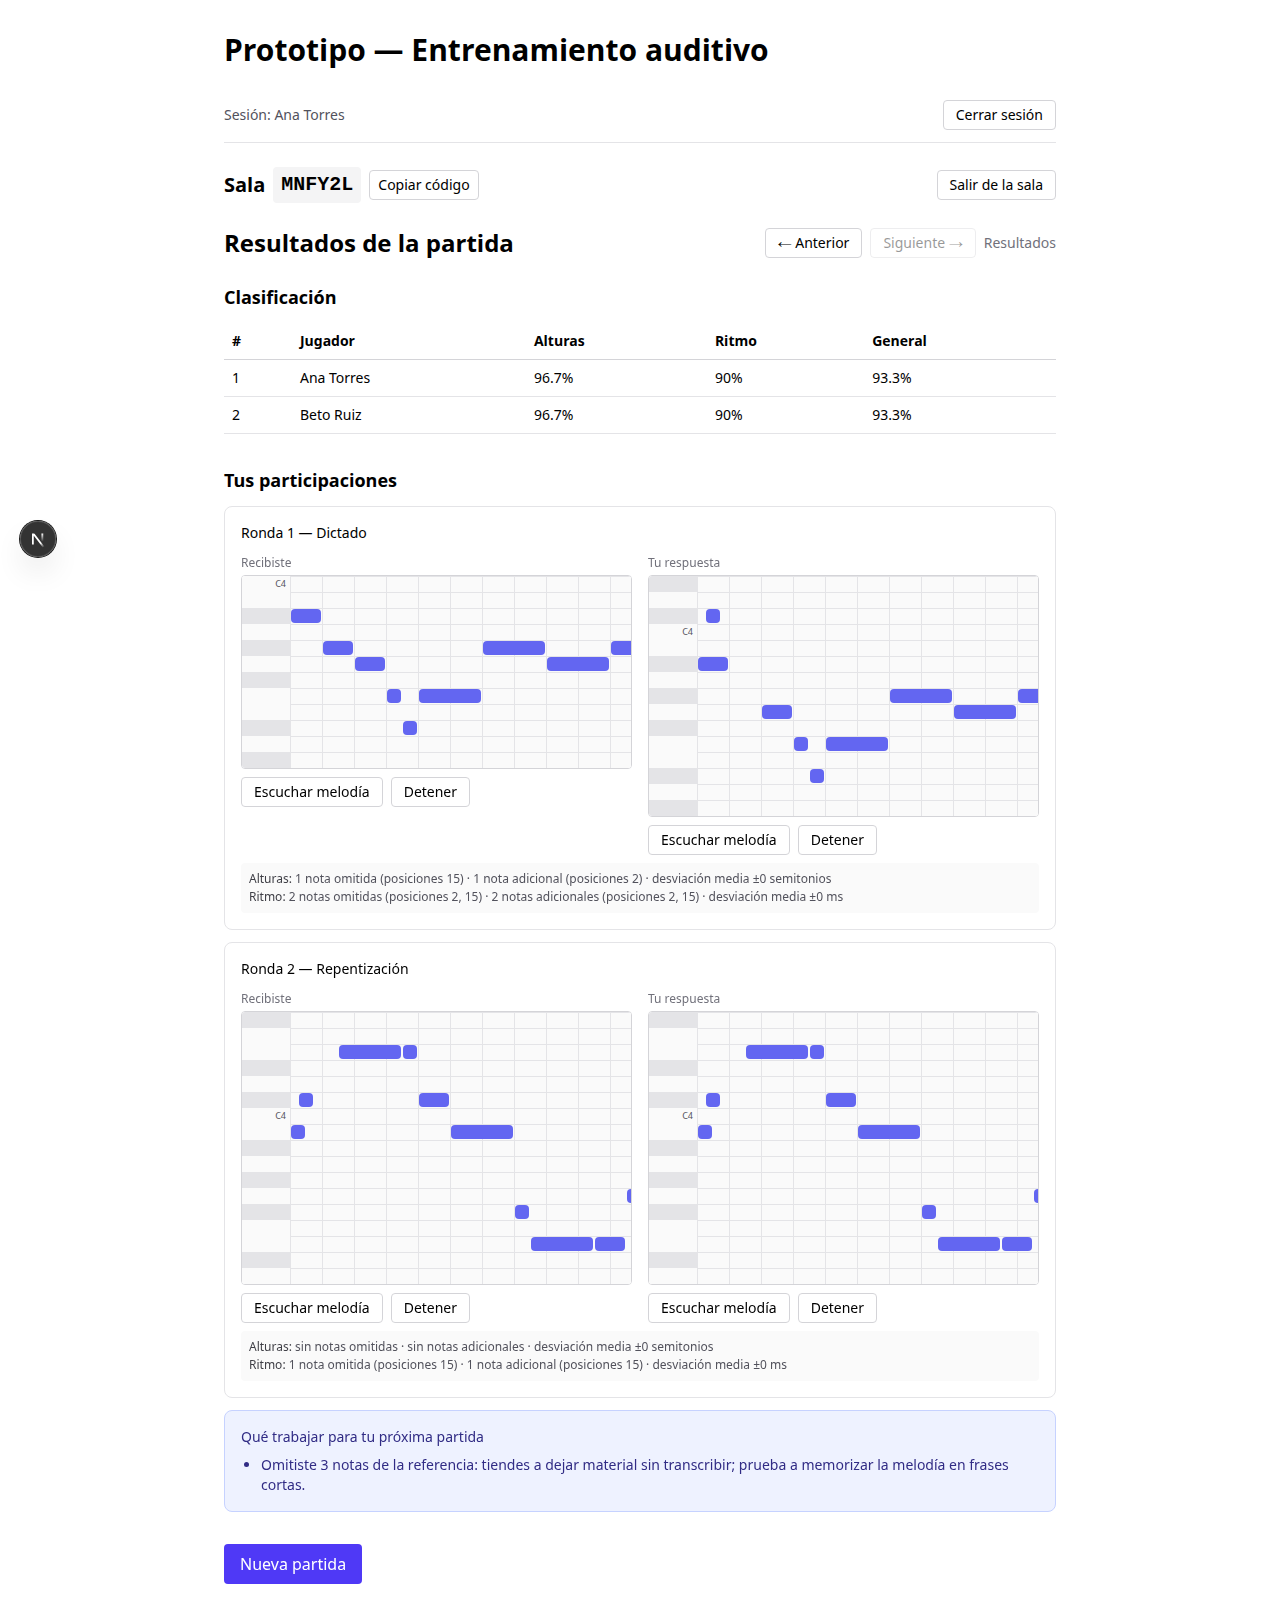 Prototipo — Entrenamiento auditivo
Sesión: Ana Torres
Cerrar sesión
Sala MNFY2L Copiar código
Salir de la sala
Resultados de la partida
← Anterior Siguiente → Resultados
Clasificación
# Jugador Alturas Ritmo General
1 Ana Torres 96.7% 90% 93.3%
2 Beto Ruiz 96.7% 90% 93.3%
Tus participaciones
N
Ronda 1 — Dictado
Recibiste
C4
Escuchar melodía Detener
Tu respuesta
C4
Escuchar melodía Detener
Alturas: 1 nota omitida (posiciones 15) · 1 nota adicional (posiciones 2) · desviación media ±0 semitonios
Ritmo: 2 notas omitidas (posiciones 2, 15) · 2 notas adicionales (posiciones 2, 15) · desviación media ±0 ms
Ronda 2 — Repentización
Recibiste
C4
Escuchar melodía Detener
Tu respuesta
C4
Escuchar melodía Detener
Alturas: sin notas omitidas · sin notas adicionales · desviación media ±0 semitonios
Ritmo: 1 nota omitida (posiciones 15) · 1 nota adicional (posiciones 15) · desviación media ±0 ms
Qué trabajar para tu próxima partida
• Omitiste 3 notas de la referencia: tiendes a dejar material sin transcribir; prueba a memorizar la melodía en frases
cortas.
Nueva partida